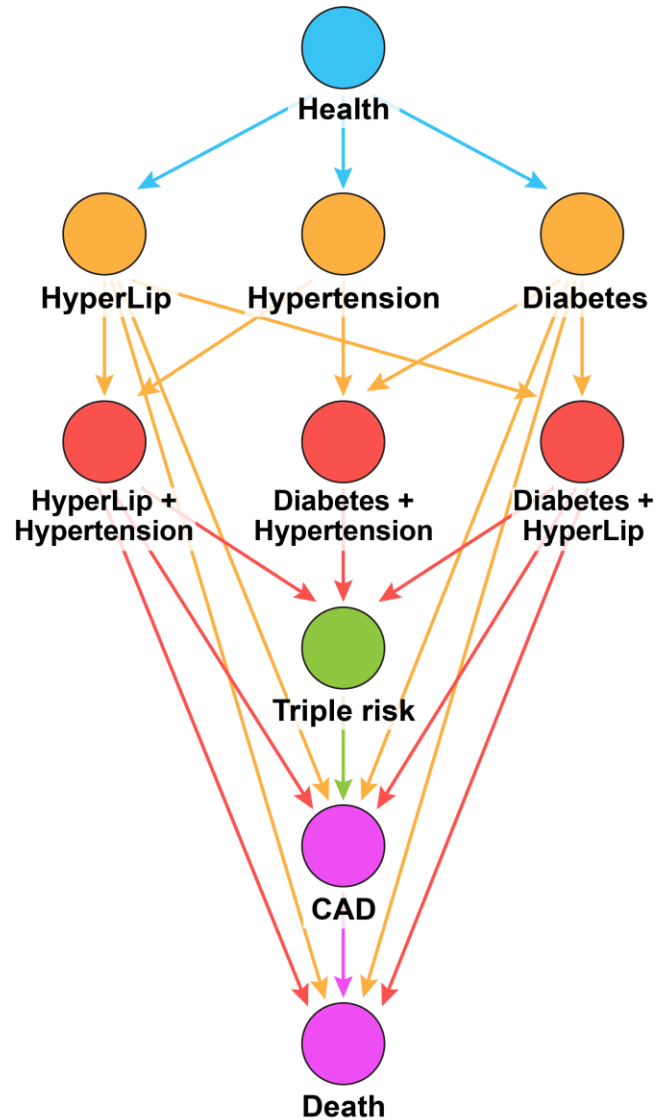 Health
HyperLip
Hypertension
Diabetes
HyperLip +
Hypertension
Diabetes +
Hypertension
Diabetes +
HyperLip
Triple risk
CAD
Death